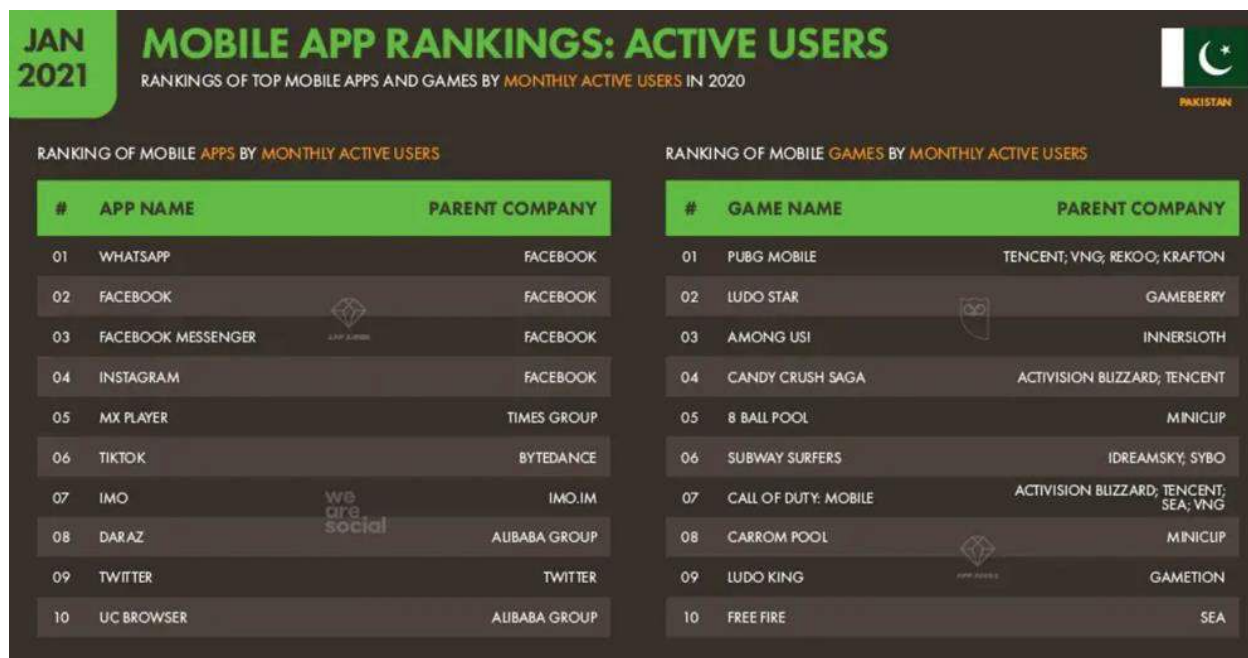 JAN
2021
MOBILE APP RANKINGS: ACTIVE USERS
RANKINGS OF TOP MOBILE APPS AND GAMES BY MONTHLY ACTIVE USERS IN 2020
PAKISTAN
RANKING OF MOBILE APPS BY MONTHLY ACTIVE USERS
# APP NAME PARENT COMPANY
01 WHATSAPP FACEBOOK
02 FACEBOOK FACEBOOK
03 FACEBOOK MESSENGER FACEBOOK
04 INSTAGRAM FACEBOOK
05 MX PLAYER TIMES GROUP
06 TIKTOK BYTEDANCE
07 IMO IMO.IM
08 DARAZ ALIBABA GROUP
09 TWITTER TWITTER
10 UC BROWSER ALIBABA GROUP
we
are
social
RANKING OF MOBILE GAMES BY MONTHLY ACTIVE USERS
# GAME NAME PARENT COMPANY
01 PUBG MOBILE TENCENT; VNG; REKOO; KRAFTON
02 LUDO STAR GAMEBERRY
03 AMONG US! INNERSLOTH
04 CANDY CRUSH SAGA ACTIVISION BLIZZARD; TENCENT
05 8 BALL POOL MINICLIP
06 SUBWAY SURFERS IDREAMSKY; SYBO
07 CALL OF DUTY: MOBILE ACTIVISION BLIZZARD; TENCENT;
SEA; VNG
08 CARROM POOL MINICLIP
09 LUDO KING GAMETION
10 FREE FIRE SEA